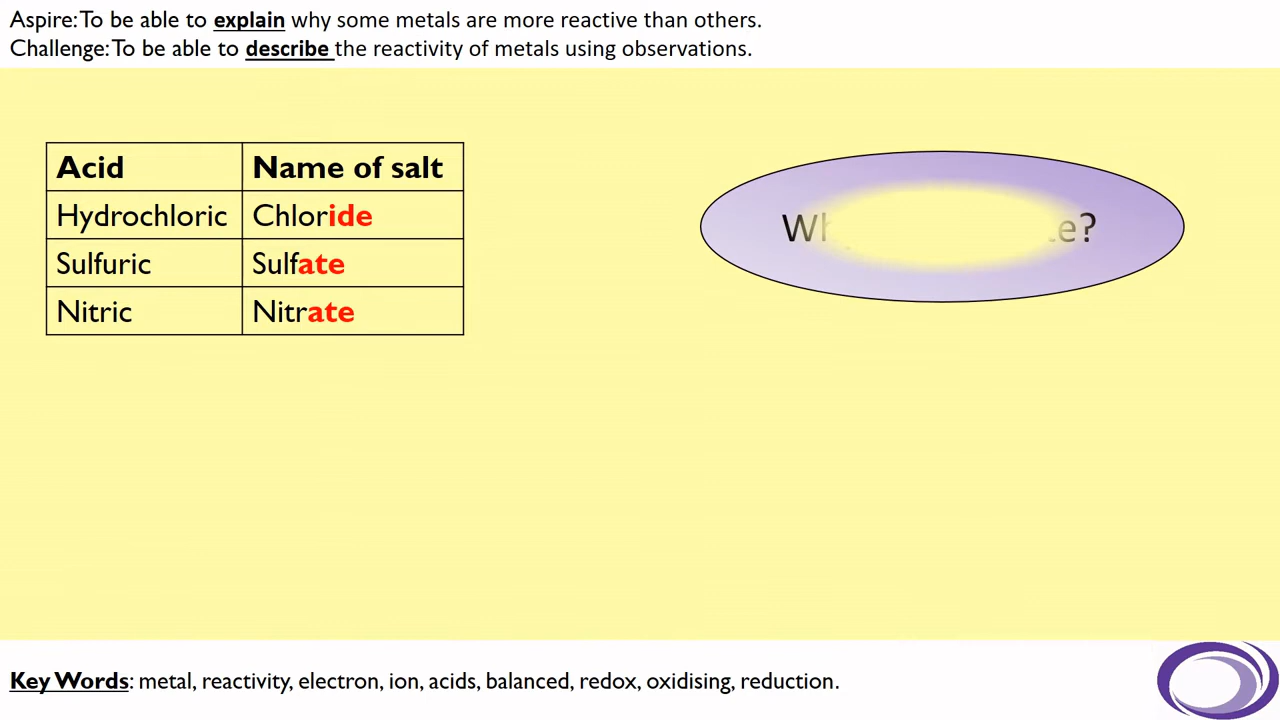 Aspire: To be able to explain why some metals are more reactive than others.
Challenge: To be able to describe the reactivity of metals using observations.
Acid Name of salt
Hydrochloric Chloride
Sulfuric Sulfate
Nitric Nitrate
Key Words: metal, reactivity, electron, ion, acids, balanced, redox, oxidising, reduction.